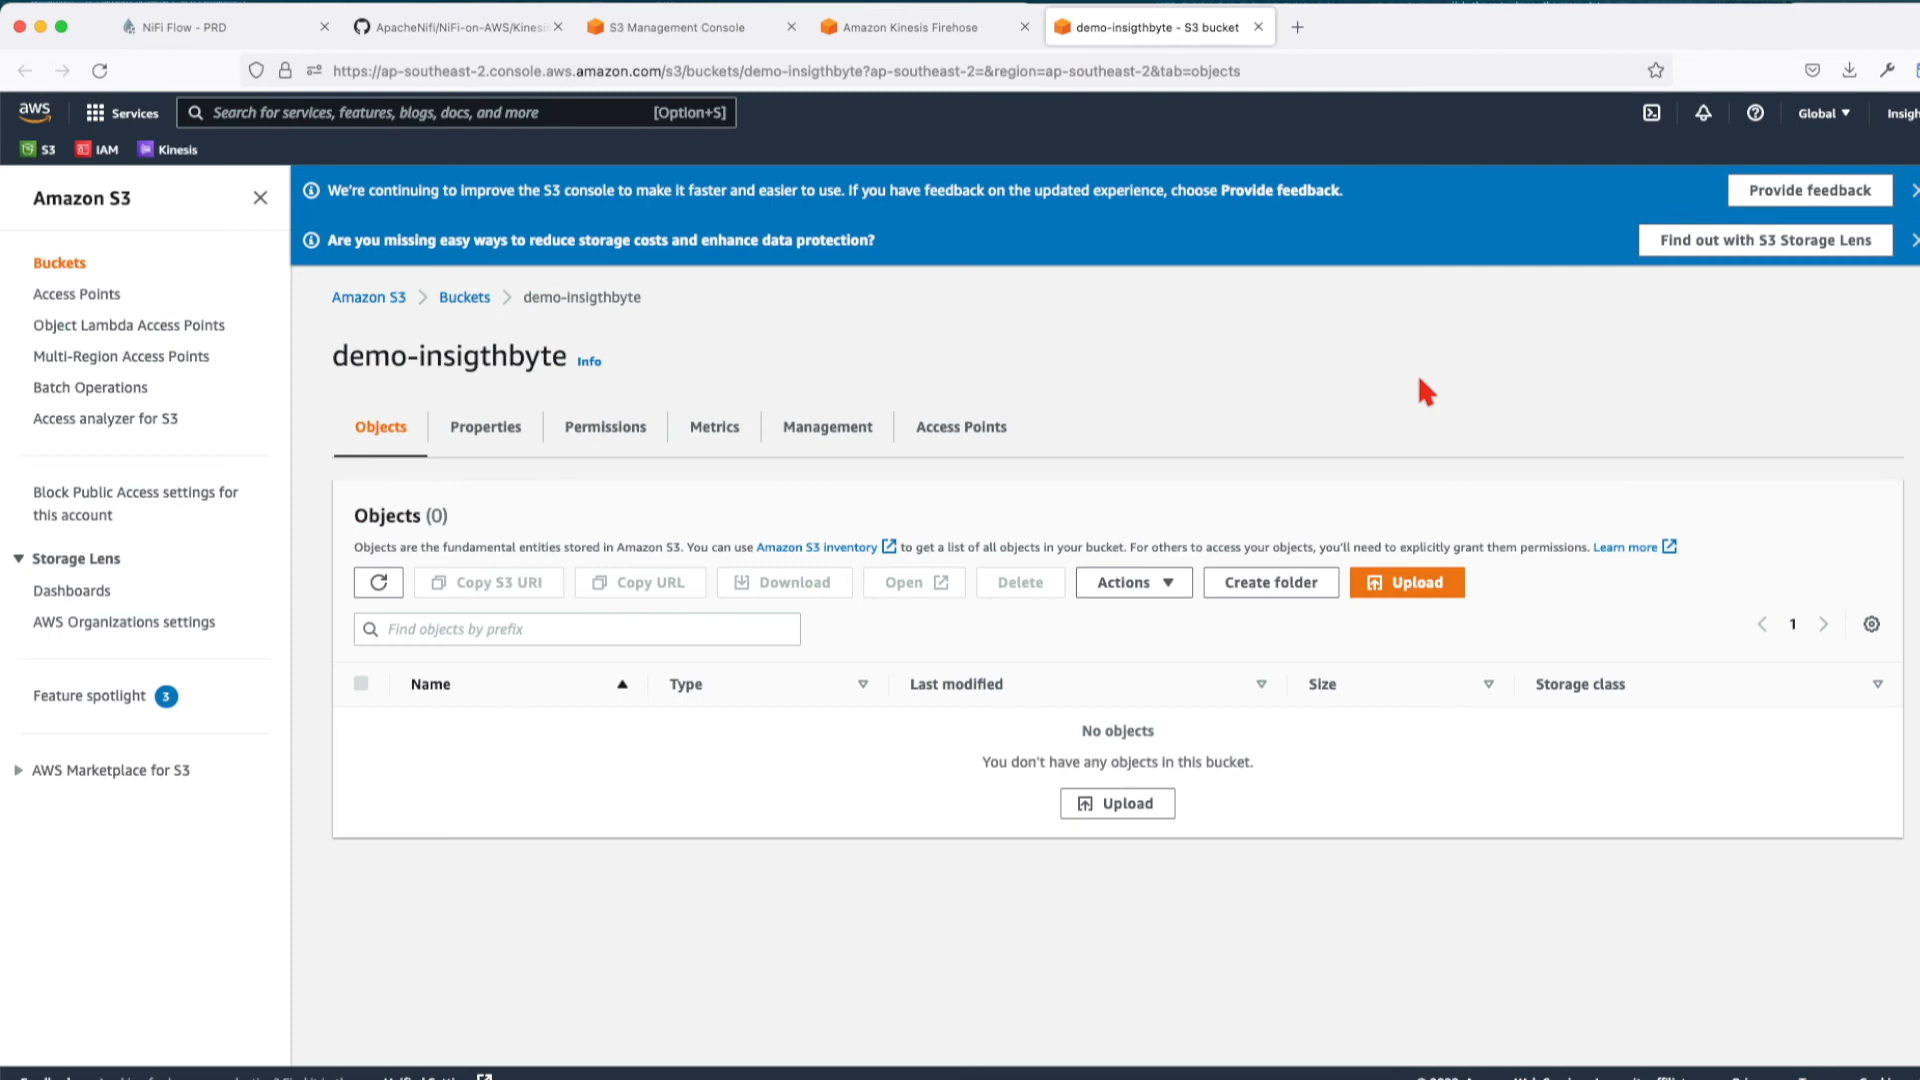 NiFi Flow - PRD
ApacheNifi/NiFi-on-AWS/Kinesis
S3 Management Console
Amazon Kinesis Firehose
demo-insigthbyte - S3 bucket
https://ap-southeast-2.console.aws.amazon.com/s3/buckets/demo-insigthbyte?ap-southeast-2=&region=ap-southeast-2&tab=objects
aws
Services
Search for services, features, blogs, docs, and more
[Option+S]
Global
Insigh
S3
IAM
Kinesis
Amazon S3
We're continuing to improve the S3 console to make it faster and easier to use. If you have feedback on the updated experience, choose Provide feedback.
Provide feedback
Are you missing easy ways to reduce storage costs and enhance data protection?
Find out with S3 Storage Lens
Buckets
Access Points
Object Lambda Access Points
Multi-Region Access Points
Batch Operations
Access analyzer for S3
Block Public Access settings for
this account
Storage Lens
Dashboards
AWS Organizations settings
Feature spotlight 3
AWS Marketplace for S3
Amazon S3 > Buckets > demo-insigthbyte
demo-insigthbyte Info
Objects
Properties
Permissions
Metrics
Management
Access Points
Objects (0)
Objects are the fundamental entities stored in Amazon S3. You can use Amazon S3 inventory to get a list of all objects in your bucket. For others to access your objects, you'll need to explicitly grant them permissions. Learn more
Copy S3 URI
Copy URL
Download
Open
Delete
Actions
Create folder
Upload
Find objects by prefix
1
Name
Type
Last modified
Size
Storage class
No objects
You don't have any objects in this bucket.
Upload